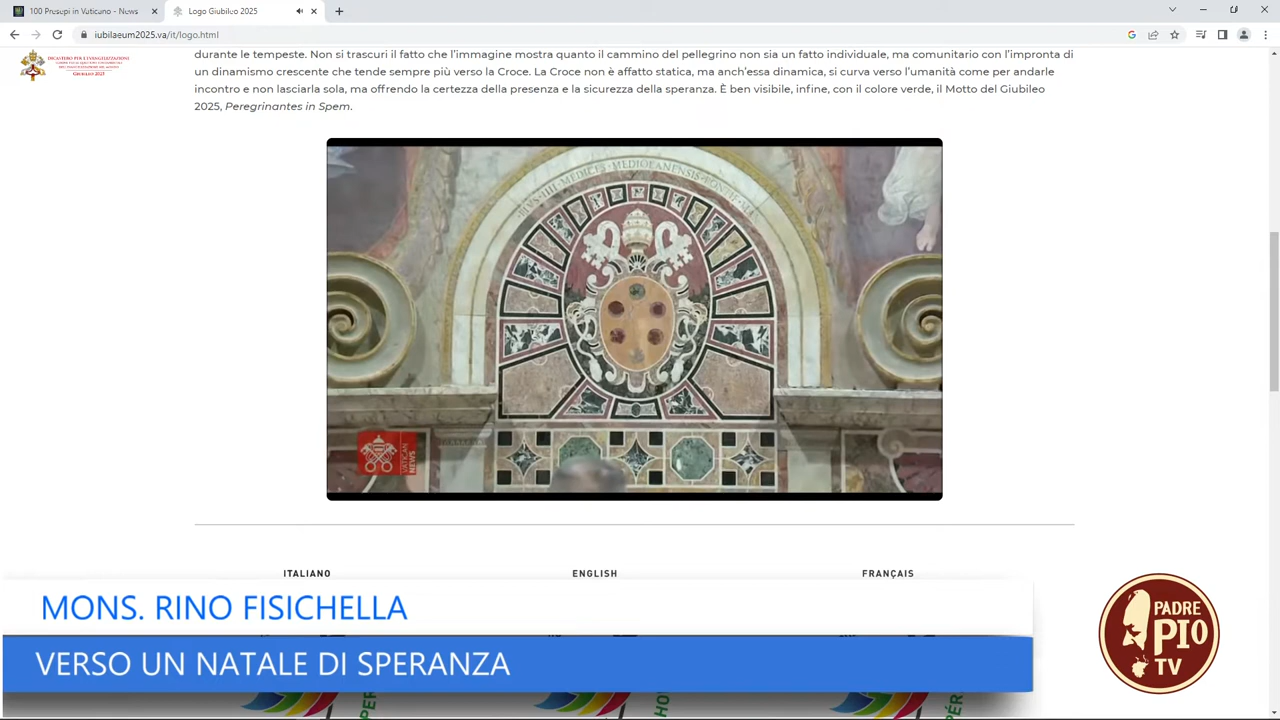 100 Presepi in Vaticano - News
Logo Giubileo 2025
iubilaeum2025.va/it/logo.html
durante le tempeste. Non si trascuri il fatto che l'immagine mostra quanto il cammino del pellegrino non sia un fatto individuale, ma comunitario con l'impronta di
un dinamismo crescente che tende sempre più verso la Croce. La Croce non è affatto statica, ma anch'essa dinamica, si curva verso l'umanità come per andarle
incontro e non lasciarla sola, ma offrendo la certezza della presenza e la sicurezza della speranza. È ben visibile, infine, con il colore verde, il Motto del Giubileo
2025, Peregrinantes in Spem.
VATICAN
NEWS
ITALIANO
ENGLISH
FRANÇAIS
MONS. RINO FISICHELLA
VERSO UN NATALE DI SPERANZA
PADRE
PIO
TV